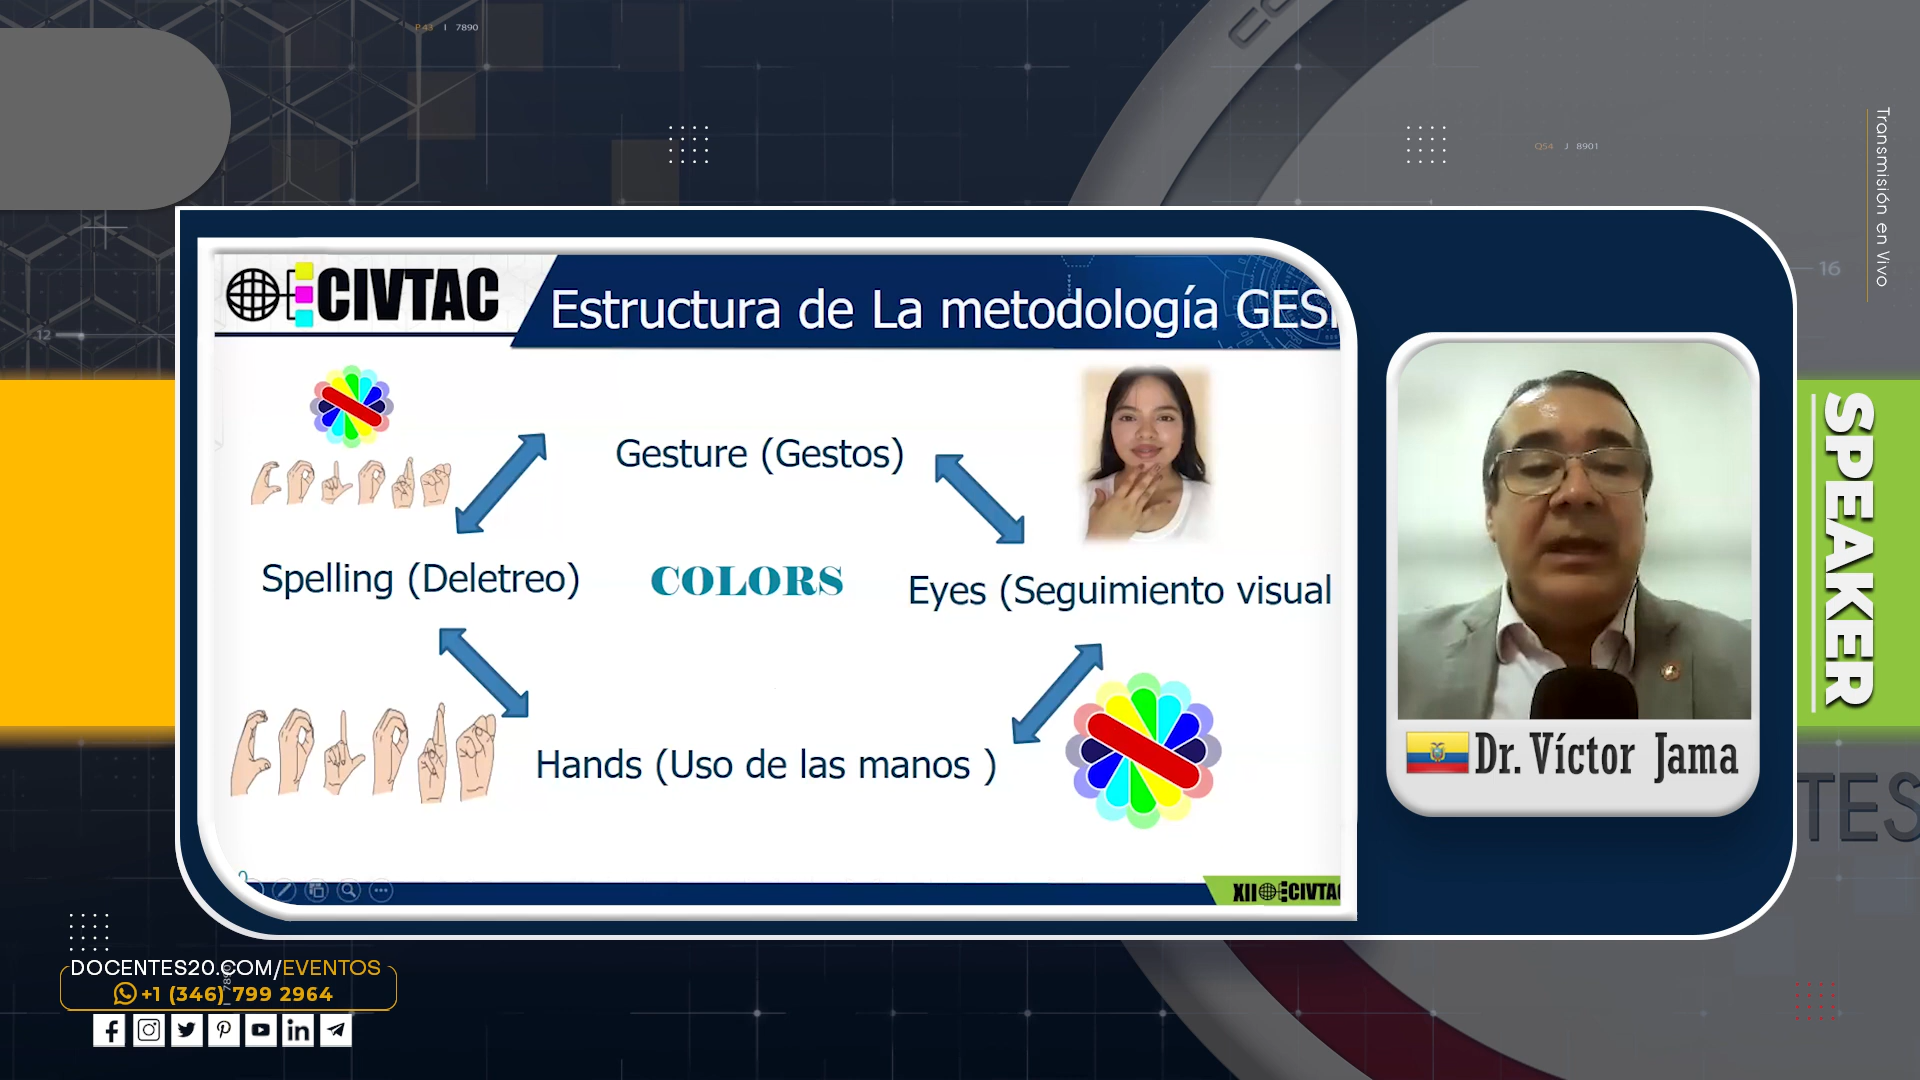 P43 I 7890
Q54 J 8901
Transmisión en Vivo
16
12
CIVTAC
Estructura de La metodología GES
Gesture (Gestos)
Spelling (Deletreo)
COLORS
Eyes (Seguimiento visual
Hands (Uso de las manos )
XII CIVTAC
SPEAKER
Dr. Víctor Jama
TES
DOCENTES20.COM/EVENTOS
+1 (346) 799 2964